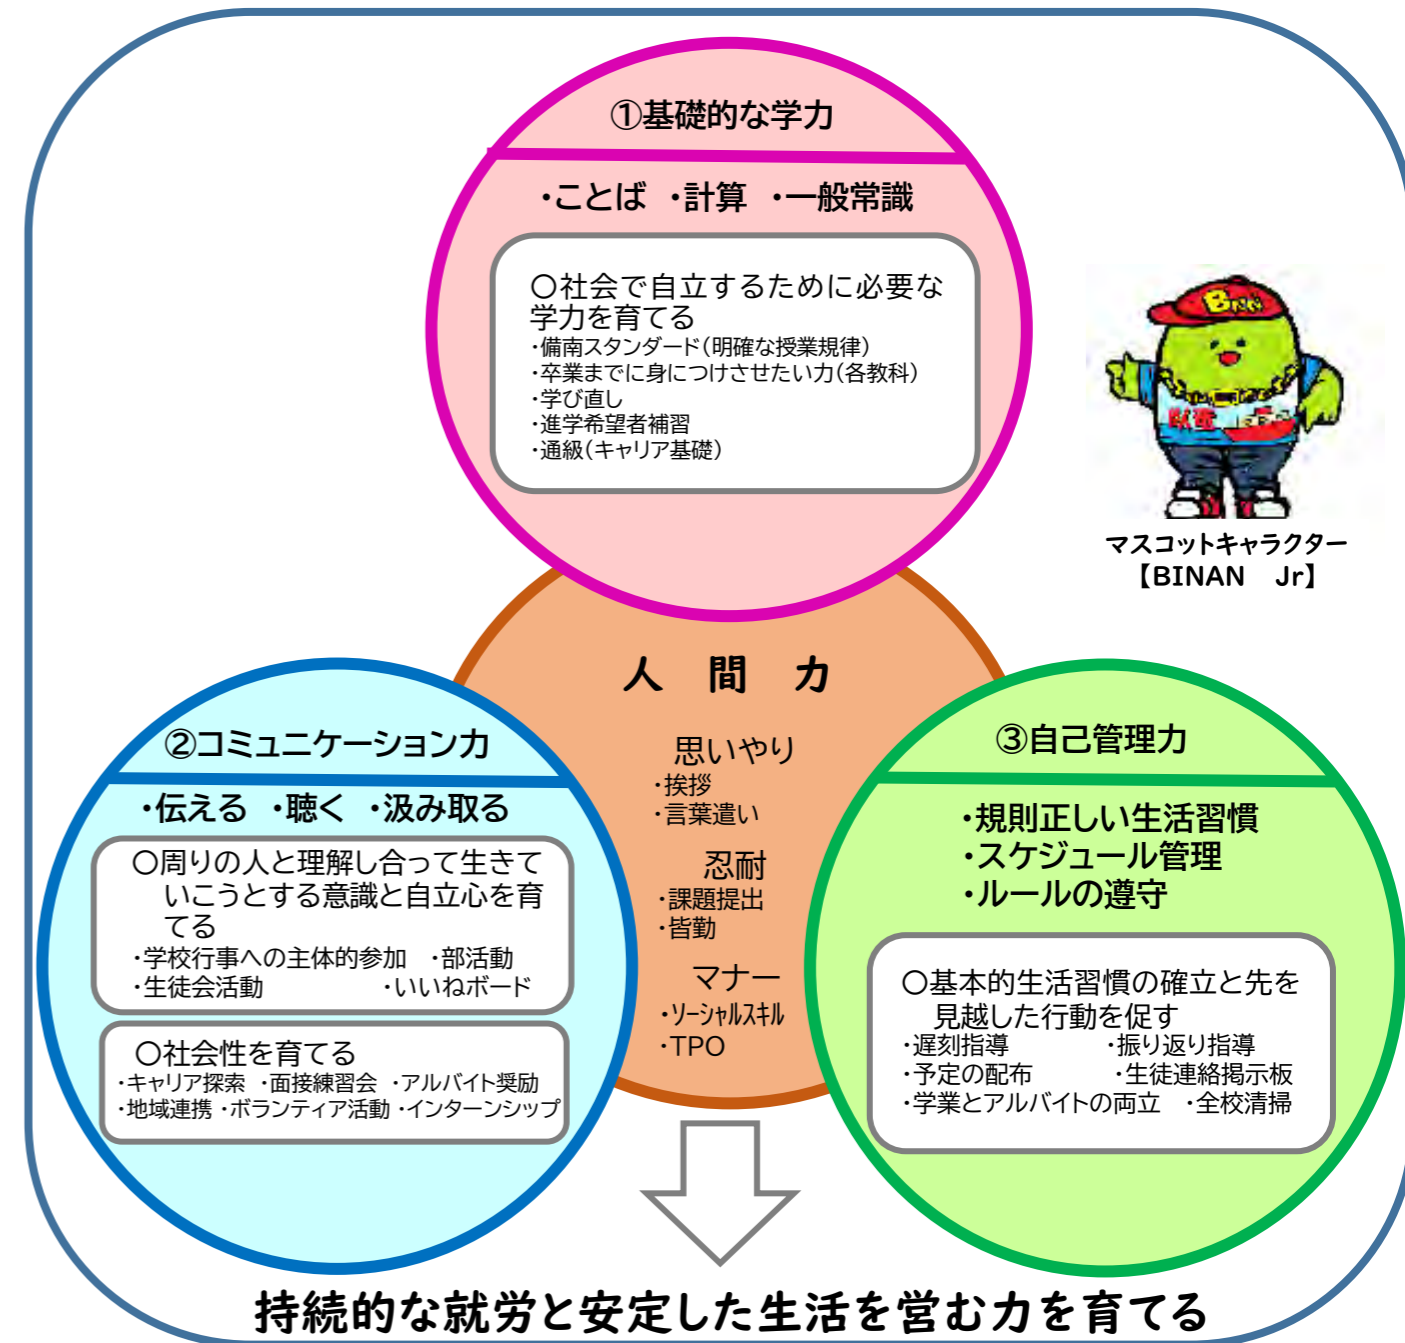 ①基礎的な学力
・ことば ・計算 ・一般常識
〇社会で自立するために必要な
学力を育てる
・備南スタンダード(明確な授業規律)
・卒業までに身につけさせたい力(各教科)
・学び直し
・進学希望者補習
・通級(キャリア基礎)
マスコットキャラクター
【BINAN Jr】
人 間 力
思いやり
・挨拶
・言葉遣い
忍耐
・課題提出
・皆勤
マナー
・ソーシャルスキル
・TPO
②コミュニケーション力
・伝える ・聴く ・汲み取る
〇周りの人と理解し合って生きて
いこうとする意識と自立心を育
てる
・学校行事への主体的参加 ・部活動
・生徒会活動 ・いいねボード
〇社会性を育てる
・キャリア探索 ・面接練習会 ・アルバイト奨励
・地域連携 ・ボランティア活動 ・インターンシップ
③自己管理力
・規則正しい生活習慣
・スケジュール管理
・ルールの遵守
〇基本的生活習慣の確立と先を
見越した行動を促す
・遅刻指導 ・振り返り指導
・予定の配布 ・生徒連絡掲示板
・学業とアルバイトの両立 ・全校清掃
持続的な就労と安定した生活を営む力を育てる